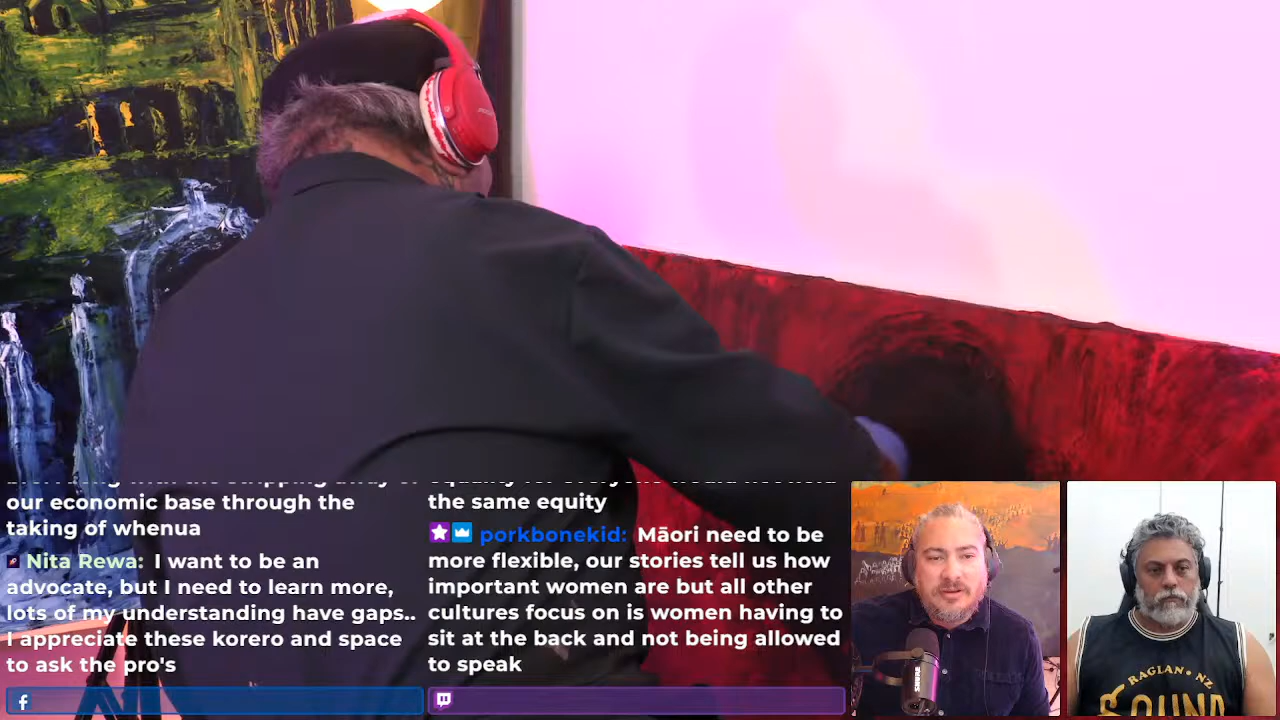 our economic base through the
taking of whenua
Nita Rewa: I want to be an
advocate, but I need to learn more,
lots of my understanding have gaps..
I appreciate these korero and space
to ask the pro's
the same equity
porkbonekid: Māori need to be
more flexible, our stories tell us how
important women are but all other
cultures focus on is women having to
sit at the back and not being allowed
to speak
SHURE
RAGLAN • NZ
SOUND